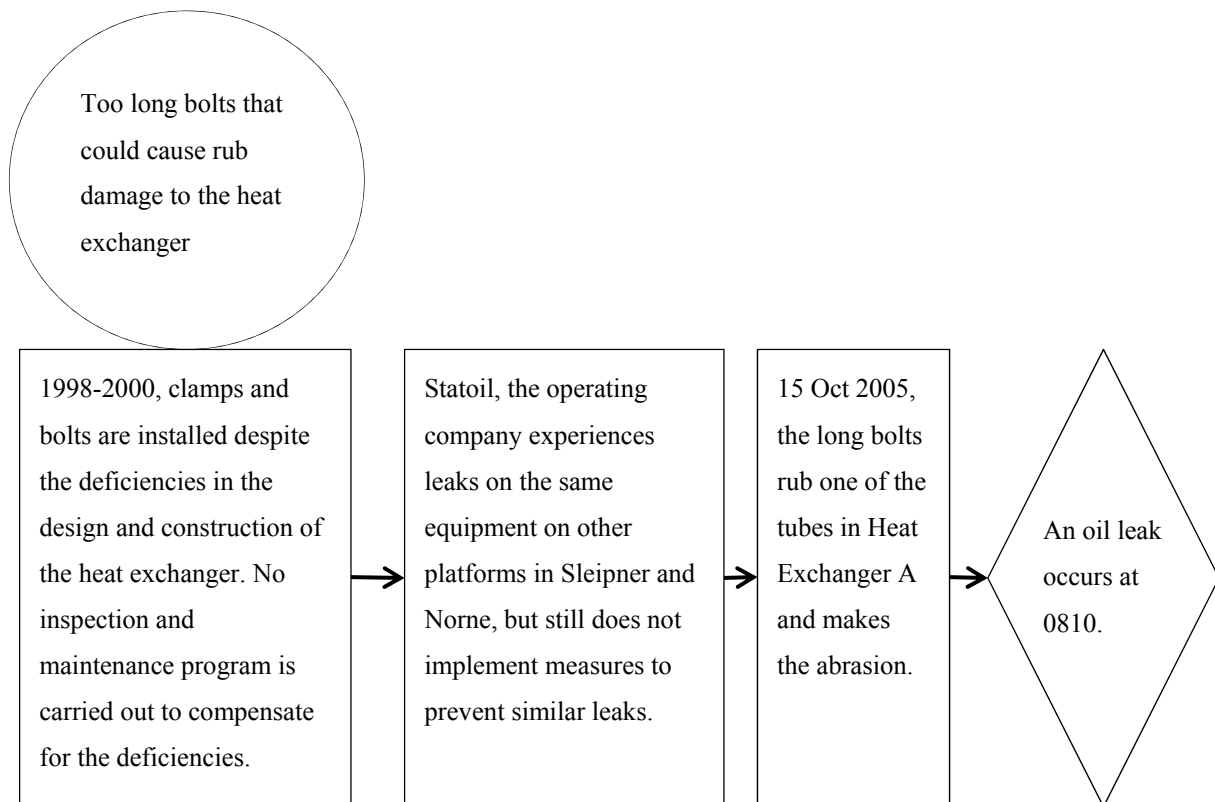 Too long bolts that
could cause rub
damage to the heat
exchanger
1998-2000, clamps and
bolts are installed despite
the deficiencies in the
design and construction of
the heat exchanger. No
inspection and
maintenance program is
carried out to compensate
for the deficiencies.
Statoil, the operating
company experiences
leaks on the same
equipment on other
platforms in Sleipner and
Norne, but still does not
implement measures to
prevent similar leaks.
15 Oct 2005,
the long bolts
rub one of the
tubes in Heat
Exchanger A
and makes
the abrasion.
An oil leak
occurs at
0810.